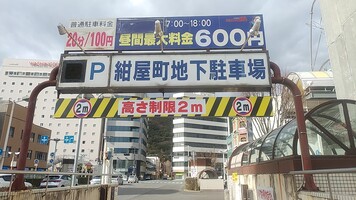 普通駐車料金
28分/100円
7:00～18:00
昼間最大料金600円
P 紺屋町地下駐車場
2m 高さ制限2m 2m